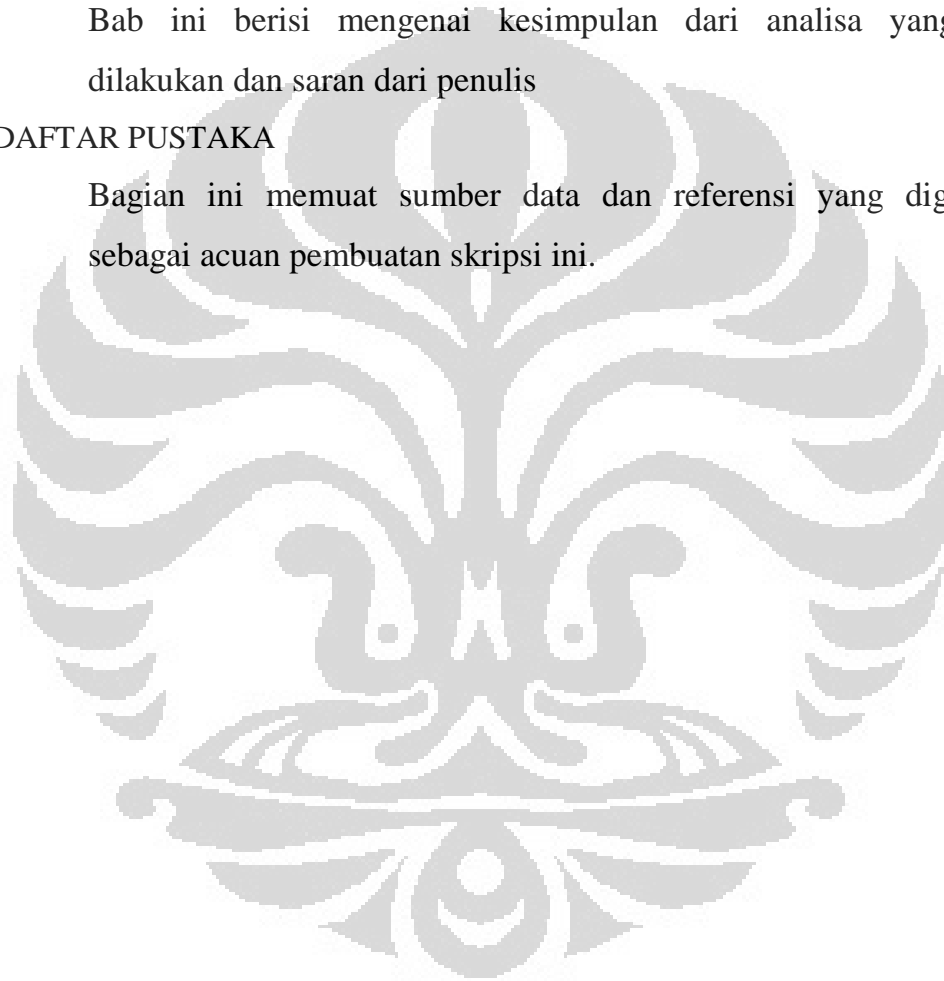 Bab ini berisi mengenai kesimpulan dari analisa yang
dilakukan dan saran dari penulis
DAFTAR PUSTAKA
Bagian ini memuat sumber data dan referensi yang dig
sebagai acuan pembuatan skripsi ini.